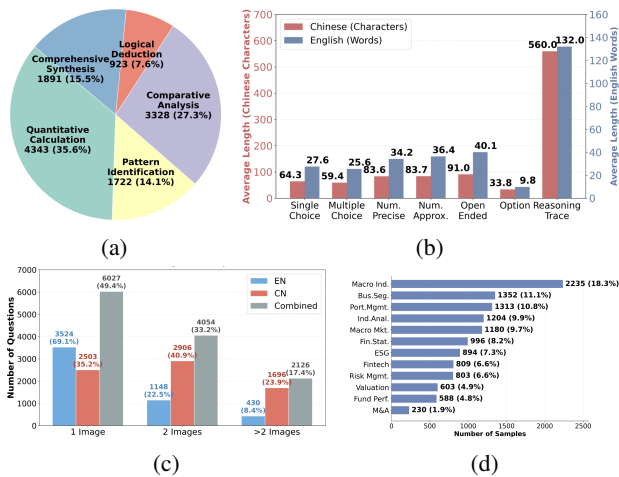 Logical
Deduction
923 (7.6%)
Comprehensive
Synthesis
1891 (15.5%)
Comparative
Analysis
3328 (27.3%)
Quantitative
Calculation
4343 (35.6%)
Pattern
Identification
1722 (14.1%)
(a)
Average Length (Chinese Characters)
700
600
500
400
300
200
100
0
Chinese (Characters)
English (Words)
64.3 27.6
59.4 25.6
83.6 34.2
83.7 36.4
91.0 40.1
33.8 9.8
560.0 132.0
Single
Choice
Multiple
Choice
Num.
Precise
Num.
Approx.
Open
Ended
Option
Reasoning
Trace
160
140
120
100
80
60
40
20
0
Average Length (English Words)
(b)
Number of Questions
7000
6000
5000
4000
3000
2000
1000
0
EN
CN
Combined
3524
(69.1%)
2503
(35.2%)
6027
(49.4%)
1148
(22.5%)
2906
(40.9%)
4054
(33.2%)
430
(8.4%)
1696
(23.9%)
2126
(17.4%)
1 Image
2 Images
>2 Images
(c)
Macro Ind. 2235 (18.3%)
Bus.Seg. 1352 (11.1%)
Port.Mgmt. 1313 (10.8%)
Ind.Anal. 1204 (9.9%)
Macro Mkt. 1180 (9.7%)
Fin.Stat. 996 (8.2%)
ESG 894 (7.3%)
Fintech 809 (6.6%)
Risk Mgmt. 803 (6.6%)
Valuation 603 (4.9%)
Fund Perf. 588 (4.8%)
M&A 230 (1.9%)
0 500 1000 1500 2000 2500
Number of Samples
(d)